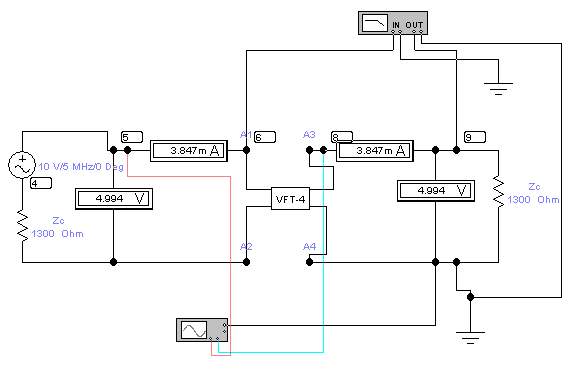 IN OUT
5
A1
6
A3
8
9
3.847m A
3.847m A
10 V/5 MHz/0 Deg
4
4.994 V
4.994 V
VFT-4
Zc
1300 Ohm
Zc
1300 Ohm
A2
A4